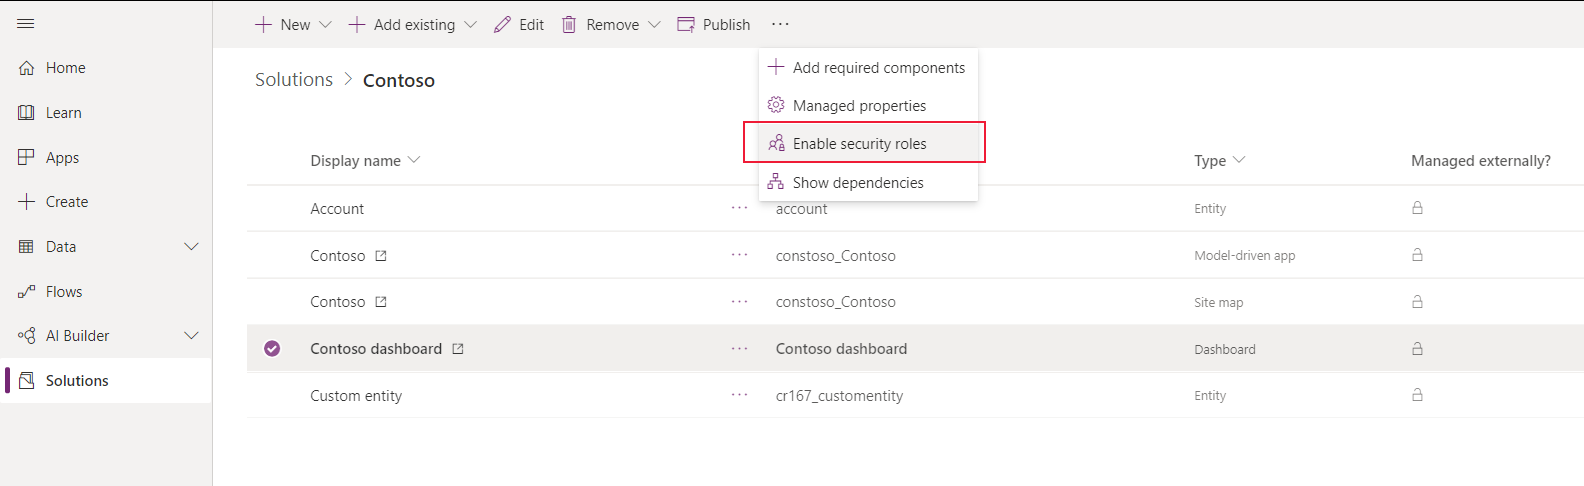 New Add existing Edit Remove Publish ...
Home
Learn
Apps
Create
Data
Flows
AI Builder
Solutions
Solutions > Contoso
Add required components
Managed properties
Enable security roles
Show dependencies
Display name Type Managed externally?
Account ... account Entity
Contoso ... constoso_Contoso Model-driven app
Contoso ... constoso_Contoso Site map
Contoso dashboard ... Contoso dashboard Dashboard
Custom entity ... cr167_customentity Entity